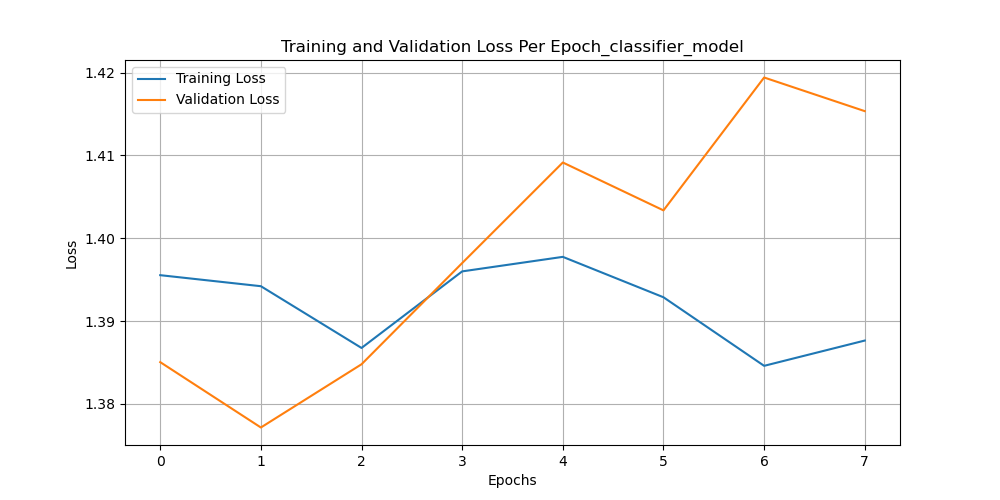 Training and Validation Loss Per Epoch_classifier_model
Training Loss
Validation Loss
1.42
1.41
1.40
1.39
1.38
Loss
0 1 2 3 4 5 6 7
Epochs